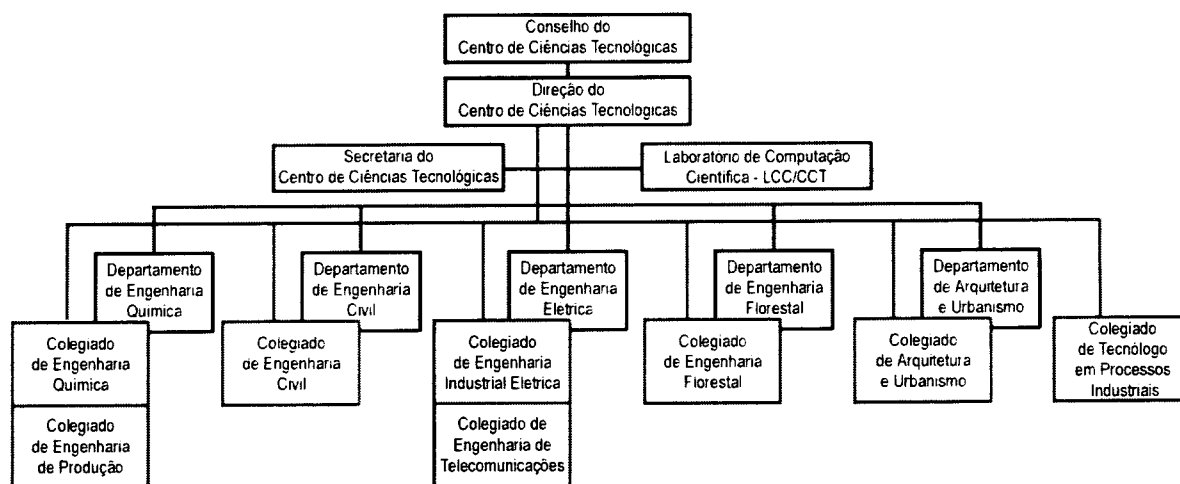 Conselho do
Centro de Ciências Tecnológicas
Direção do
Centro de Ciências Tecnologicas
Secretaria do
Centro de Ciências Tecnológicas
Laboratório de Computação
Cientifica - LCC/CCT
Departamento
de Engenharia
Quimica
Departamento
de Engenharia
Civil
Departamento
de Engenharia
Eletrica
Departamento
de Engenharia
Florestal
Departamento
de Arquitetura
e Urbanismo
Colegiado
de Engenharia
Quimica
Colegiado
de Engenharia
Civil
Colegiado
de Engenharia
Industrial Eletrica
Colegiado
de Engenharia
Florestal
Colegiado
de Arquitetura
e Urbanismo
Colegiado
de Tecnólogo
em Processos
Industriais
Colegiado
de Engenharia
de Produção
Colegiado de
Engenharia de
Telecomunicações